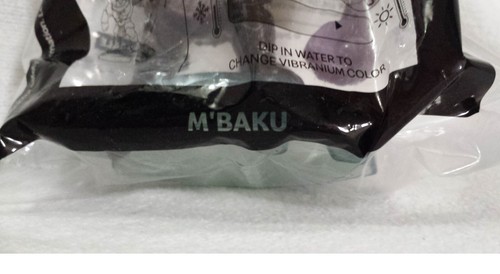 DIP IN WATER TO
CHANGE VIBRANIUM COLOR
M'BAKU